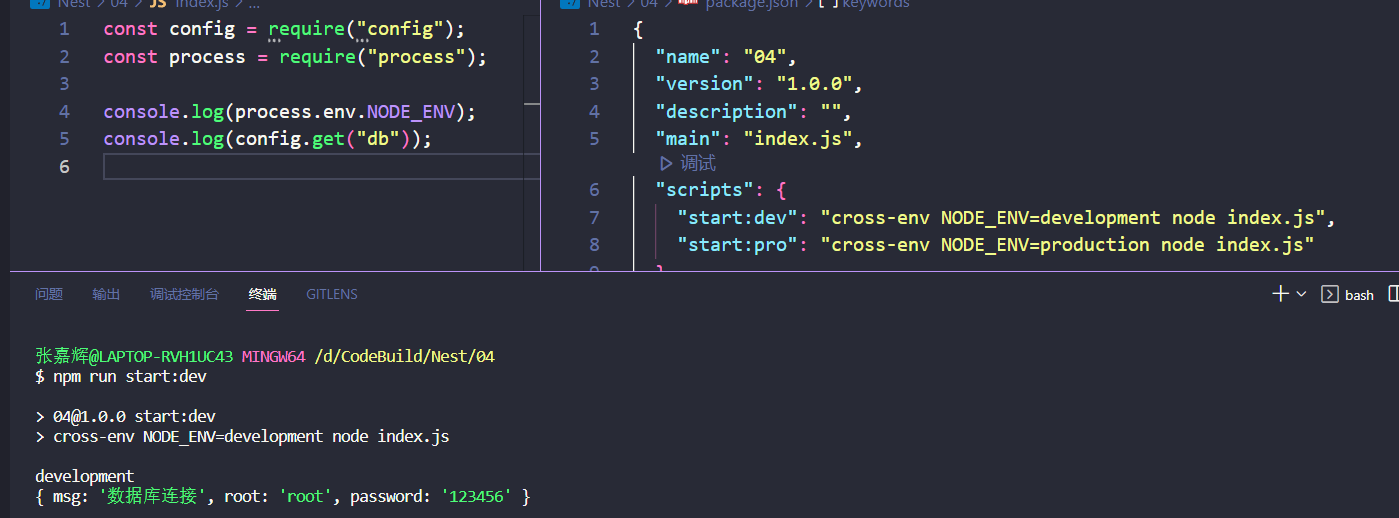 Nest > 04 > JS index.js > ...
1 const config = require("config");
2 const process = require("process");
3
4 console.log(process.env.NODE_ENV);
5 console.log(config.get("db"));
6
Nest > 04 > npm package.json > [ ] keywords
1 {
2 "name": "04",
3 "version": "1.0.0",
4 "description": "",
5 "main": "index.js",
调试
6 "scripts": {
7 "start:dev": "cross-env NODE_ENV=development node index.js",
8 "start:pro": "cross-env NODE_ENV=production node index.js"
9 }
问题 输出 调试控制台 终端 GITLENS
bash
张嘉辉@LAPTOP-RVH1UC43 MINGW64 /d/CodeBuild/Nest/04
$ npm run start:dev
> 04@1.0.0 start:dev
> cross-env NODE_ENV=development node index.js
development
{ msg: '数据库连接', root: 'root', password: '123456' }